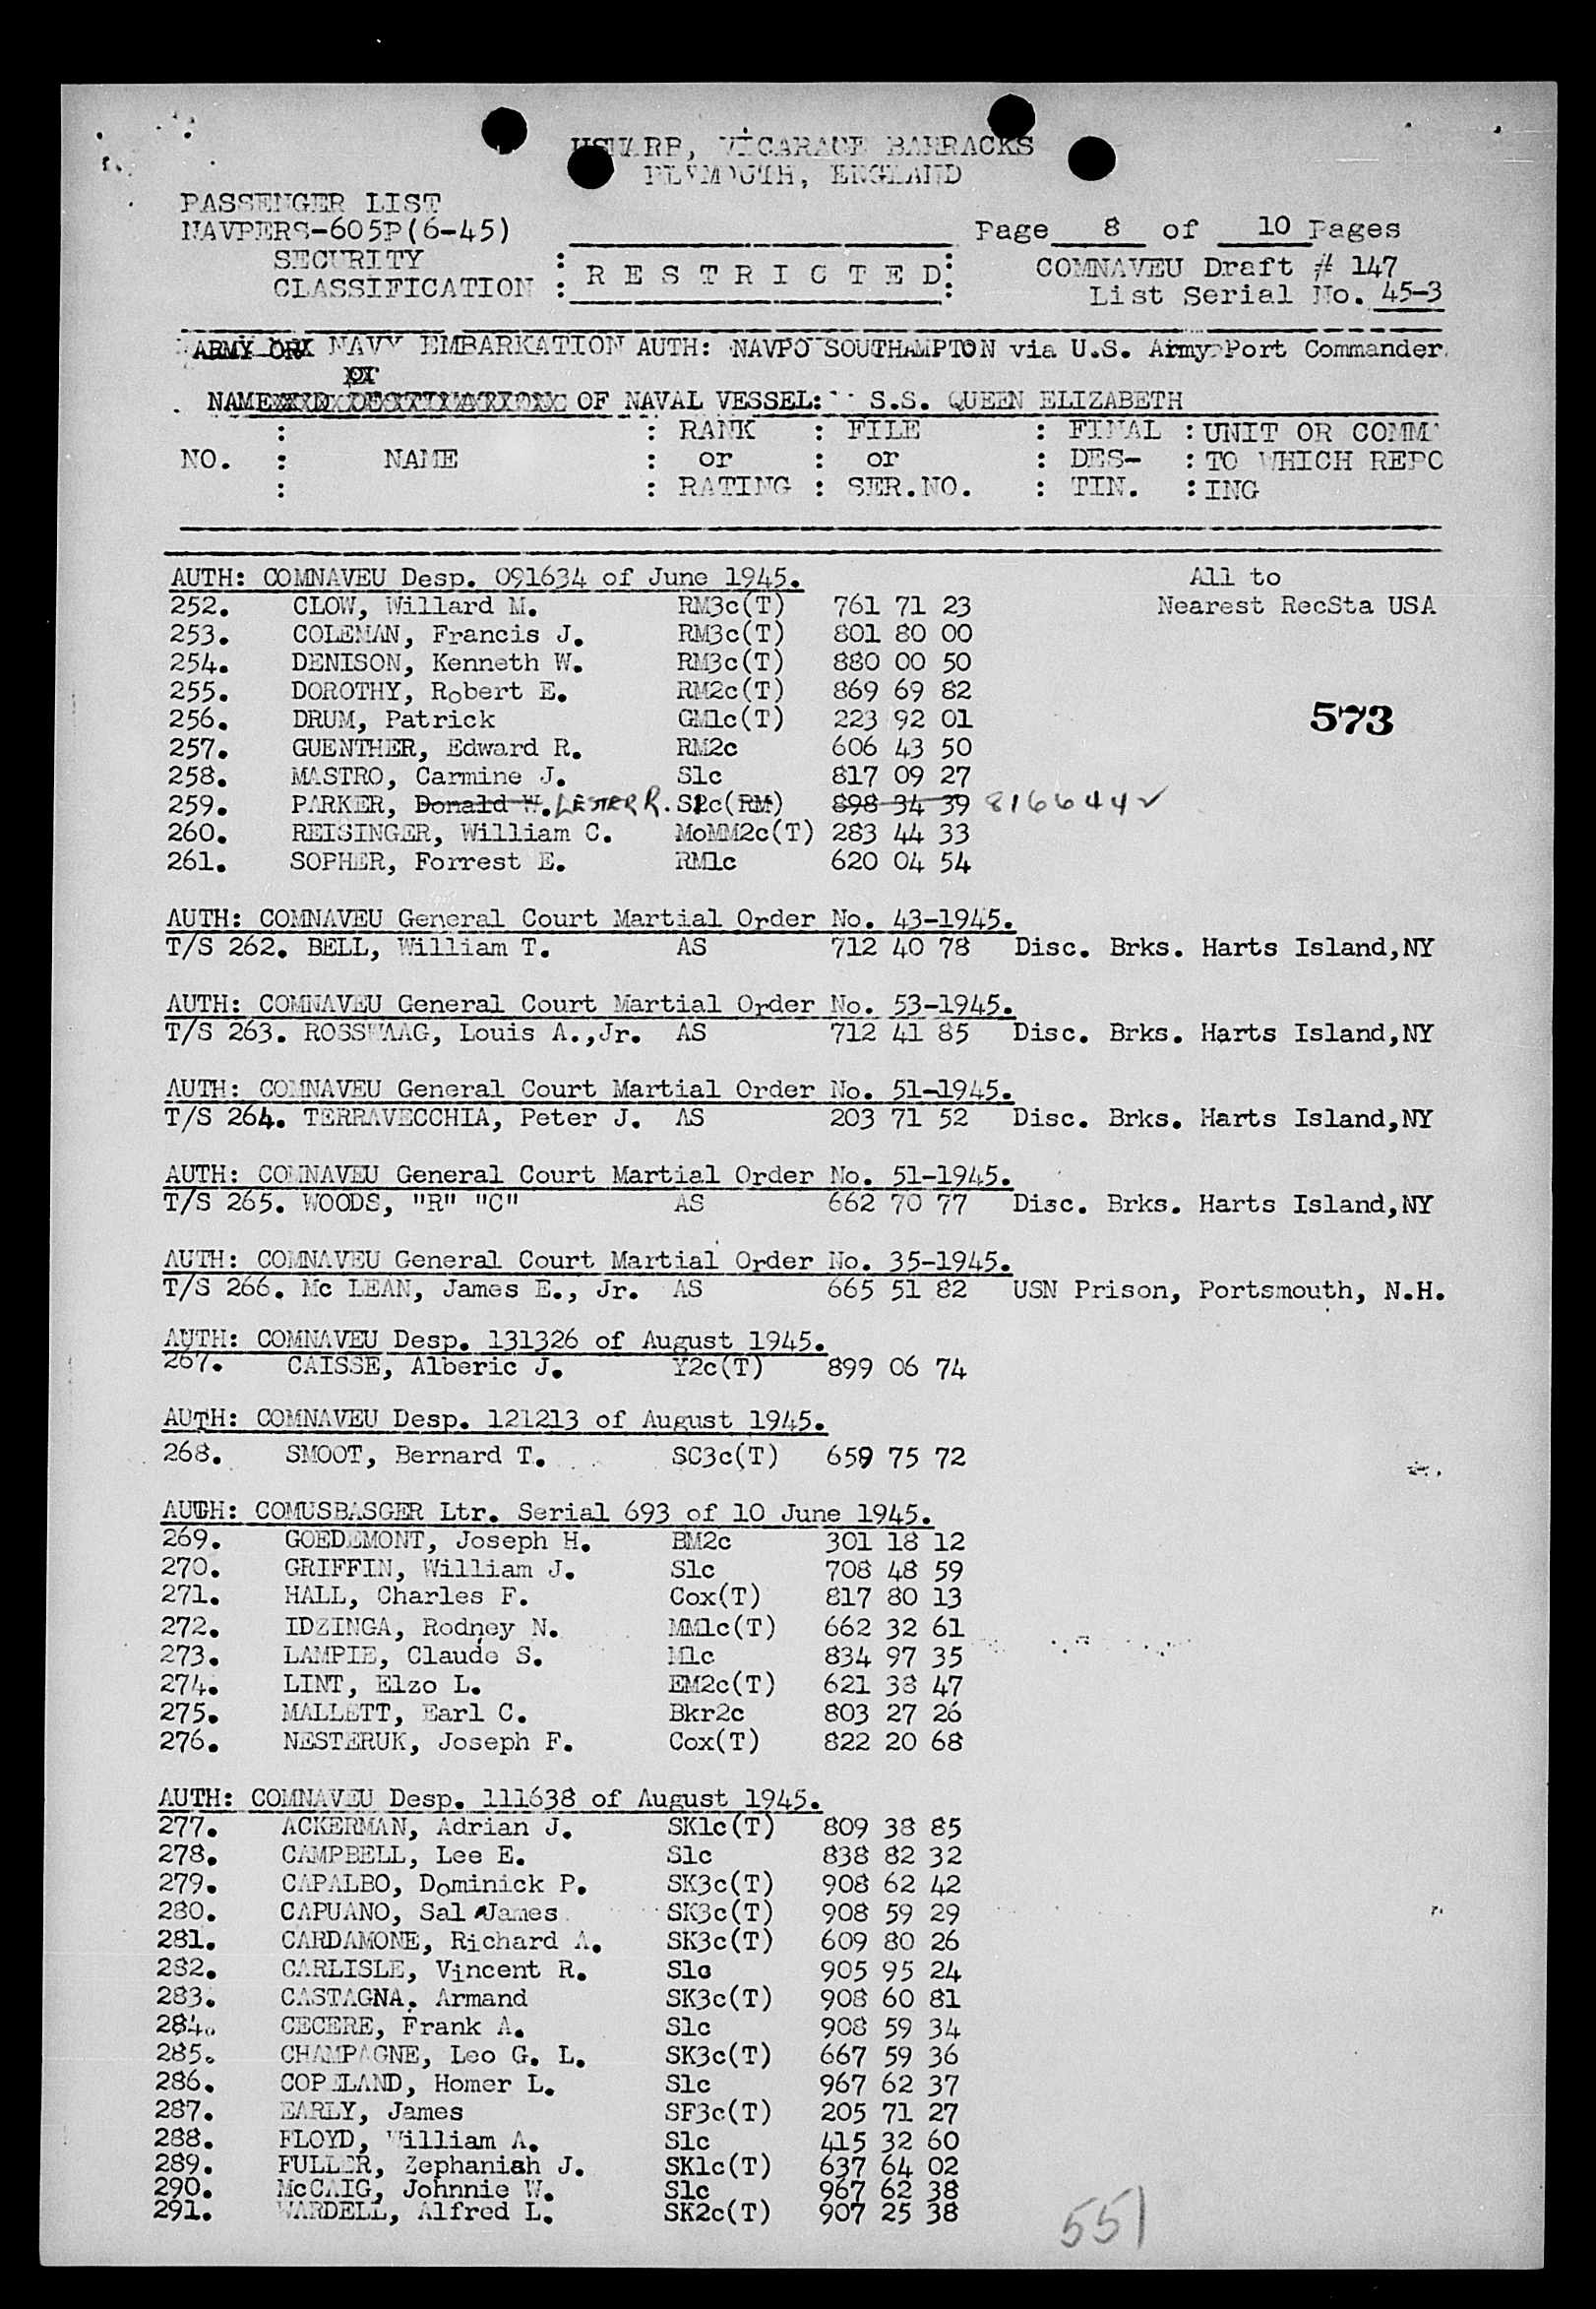 VICARAGE BARRACKS
PLYMOUTH, ENGLAND
PASSENGER LIST
NAVPERS-605P(6-45)
Page 8 of 10 Pages
SECURITY
CLASSIFICATION : R E S T R I C T E D :
COMNAVEU Draft # 147
List Serial No. 45-3
ARMY OR NAVY EMBARKATION AUTH: NAVPO SOUTHAMPTON via U.S. Army Port Commander.
or
NAME AND DESTINATION OF NAVAL VESSEL: S.S. QUEEN ELIZABETH
: : RANK : FILE : FINAL : UNIT OR COMM
NO. : NAME : or : or : DES- : TO WHICH REPO
: : RATING : SER.NO. : TIN. : ING
AUTH: COMNAVEU Desp. 091634 of June 1945. All to
252. CLOW, Willard M. RM3c(T) 761 71 23 Nearest RecSta USA
253. COLEMAN, Francis J. RM3c(T) 801 80 00
254. DENISON, Kenneth W. RM3c(T) 880 00 50
255. DOROTHY, Robert E. RM2c(T) 869 69 82
256. DRUM, Patrick GM1c(T) 223 92 01 573
257. GUENTHER, Edward R. RM2c 606 43 50
258. MASTRO, Carmine J. S1c 817 09 27
259. PARKER, Donald W. LESTER R. S1c(RM) 898 34 39 8166444 ✓
260. REISINGER, William C. MoMM2c(T) 283 44 33
261. SOPHER, Forrest E. RM1c 620 04 54
AUTH: COMNAVEU General Court Martial Order No. 43-1945.
T/S 262. BELL, William T. AS 712 40 78 Disc. Brks. Harts Island,NY
AUTH: COMNAVEU General Court Martial Order No. 53-1945.
T/S 263. ROSSWAAG, Louis A.,Jr. AS 712 41 85 Disc. Brks. Harts Island,NY
AUTH: COMNAVEU General Court Martial Order No. 51-1945.
T/S 264. TERRAVECCHIA, Peter J. AS 203 71 52 Disc. Brks. Harts Island,NY
AUTH: COMNAVEU General Court Martial Order No. 51-1945.
T/S 265. WOODS, "R" "C" AS 662 70 77 Disc. Brks. Harts Island,NY
AUTH: COMNAVEU General Court Martial Order No. 35-1945.
T/S 266. Mc LEAN, James E., Jr. AS 665 51 82 USN Prison, Portsmouth, N.H.
AUTH: COMNAVEU Desp. 131326 of August 1945.
267. CAISSE, Alberic J. Y2c(T) 899 06 74
AUTH: COMNAVEU Desp. 121213 of August 1945.
268. SMOOT, Bernard T. SC3c(T) 659 75 72
AUTH: COMUSBASGER Ltr. Serial 693 of 10 June 1945.
269. GOEDEMONT, Joseph H. BM2c 301 18 12
270. GRIFFIN, William J. S1c 708 48 59
271. HALL, Charles F. Cox(T) 817 80 13
272. IDZINGA, Rodney N. MM1c(T) 662 32 61
273. LAMPIE, Claude S. M1c 834 97 35
274. LINT, Elzo L. EM2c(T) 621 38 47
275. MALLETT, Earl C. Bkr2c 803 27 26
276. NESTERUK, Joseph F. Cox(T) 822 20 68
AUTH: COMNAVEU Desp. 111638 of August 1945.
277. ACKERMAN, Adrian J. SK1c(T) 809 38 85
278. CAMPBELL, Lee E. S1c 838 82 32
279. CAPALBO, Dominick P. SK3c(T) 908 62 42
280. CAPUANO, Sal James SK3c(T) 908 59 29
281. CARDAMONE, Richard A. SK3c(T) 609 80 26
282. CARLISLE, Vincent R. S1c 905 95 24
283. CASTAGNA, Armand SK3c(T) 908 60 81
284. CECERE, Frank A. S1c 908 59 34
285. CHAMPAGNE, Leo G. L. SK3c(T) 667 59 36
286. COPELAND, Homer L. S1c 967 62 37
287. EARLY, James SF3c(T) 205 71 27
288. FLOYD, William A. S1c 415 32 60
289. FULLER, Zephaniah J. SK1c(T) 637 64 02
290. McCAIG, Johnnie W. S1c 967 62 38
291. WARDELL, Alfred L. SK2c(T) 907 25 38
551